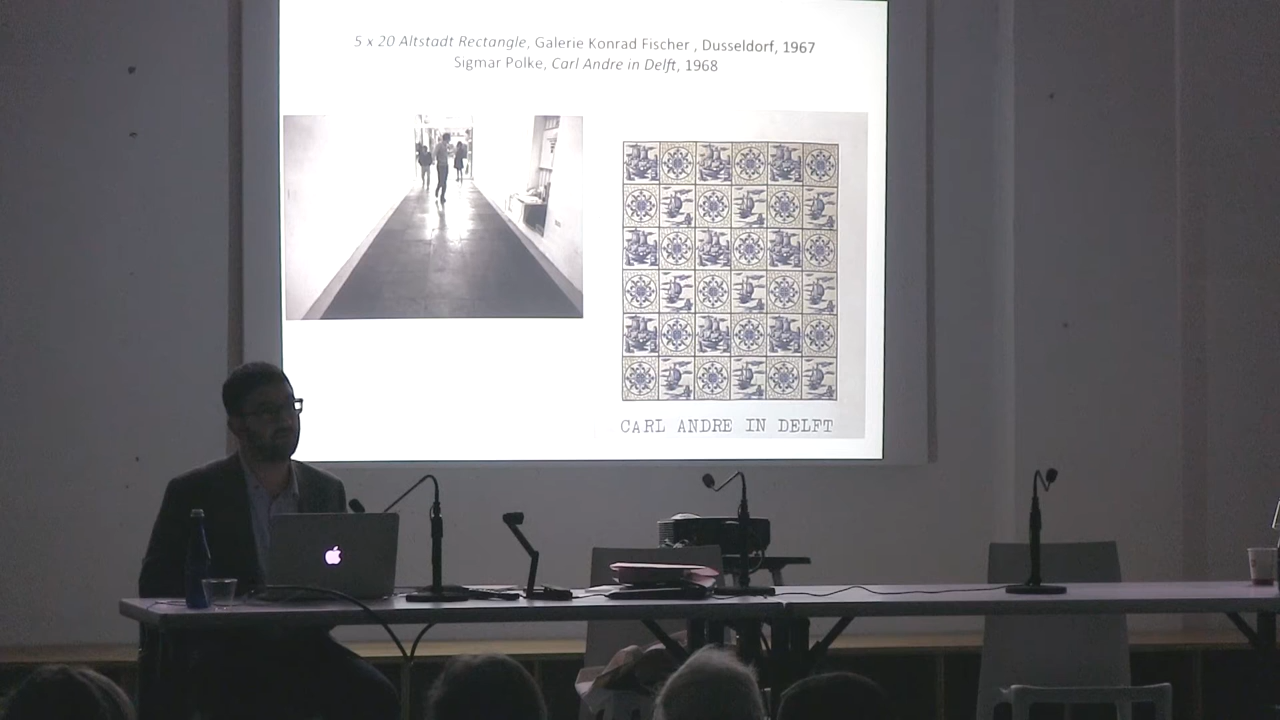 5 x 20 Altstadt Rectangle, Galerie Konrad Fischer , Dusseldorf, 1967
Sigmar Polke, Carl Andre in Delft, 1968
CARL ANDRE IN DELFT